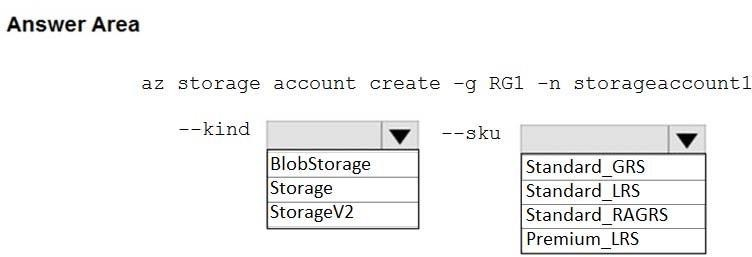 Answer Area
az storage account create -g RG1 -n storageaccount1
--kind
--sku
BlobStorage
Storage
StorageV2
Standard_GRS
Standard_LRS
Standard_RAGRS
Premium_LRS